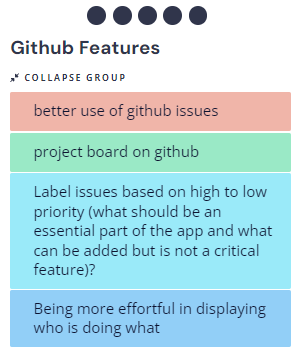 Github Features
COLLAPSE GROUP
better use of github issues
project board on github
Label issues based on high to low
priority (what should be an
essential part of the app and what
can be added but is not a critical
feature)?
Being more effortful in displaying
who is doing what